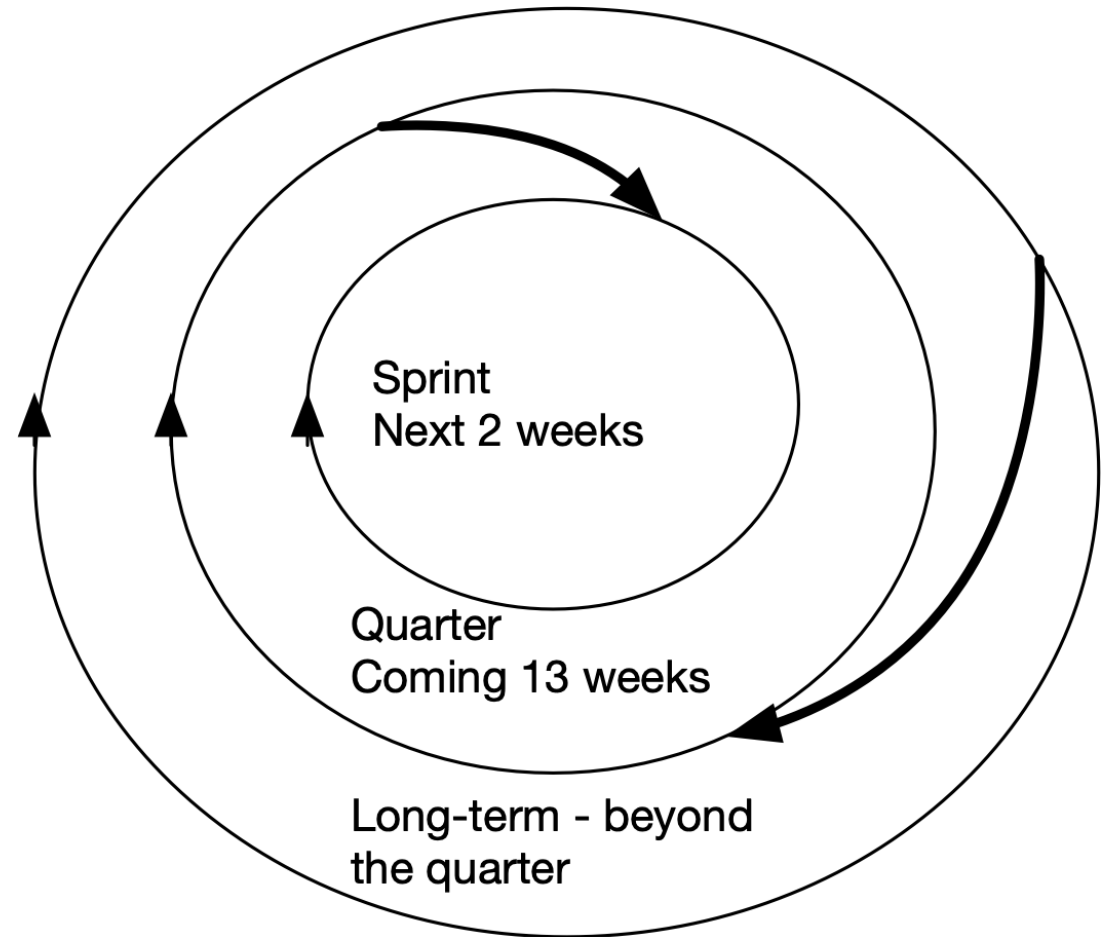 Sprint
Next 2 weeks
Quarter
Coming 13 weeks
Long-term - beyond
the quarter